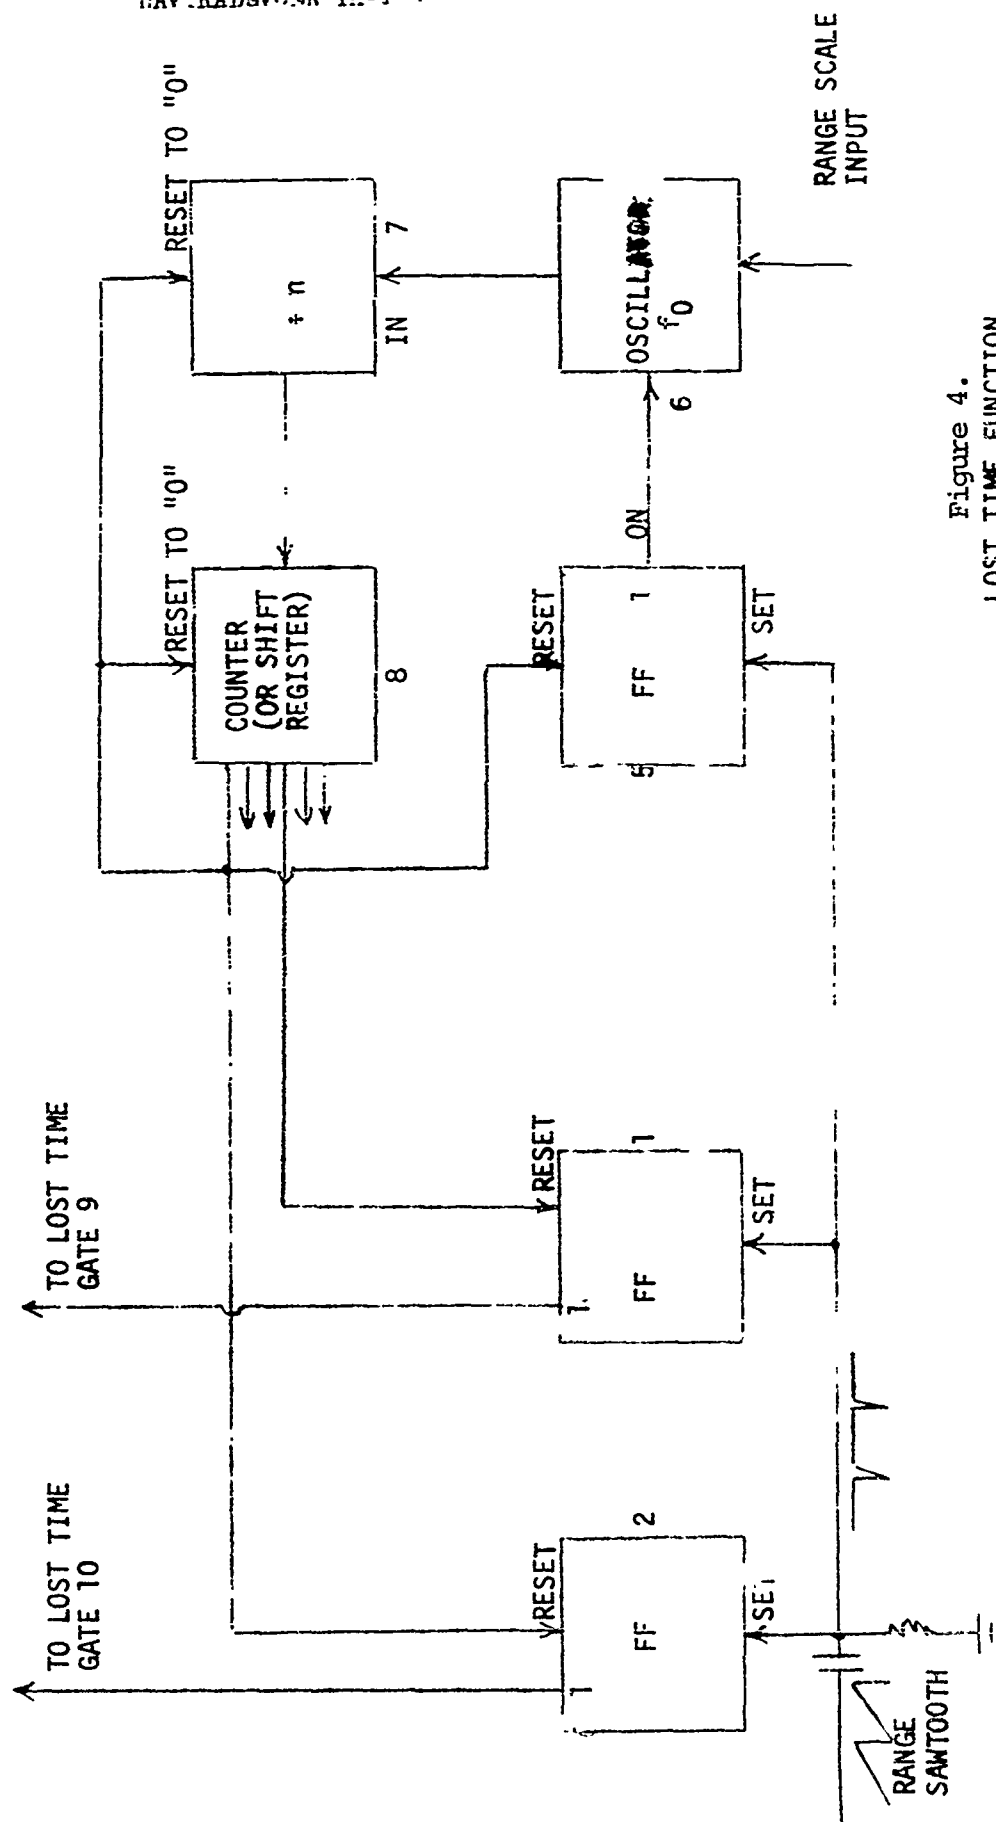 TO LOST TIME
GATE 10
TO LOST TIME
GATE 9
RESET TO "0"
RESET TO "0"
COUNTER
(OR SHIFT
REGISTER)
8
÷ n
IN
7
RESET
FF
1
2
SET
RESET
FF
1
1
SET
RESET
FF
1
5
SET
ON
OSCILLATOR
f0
6
RANGE SCALE
INPUT
RANGE
SAWTOOTH
Figure 4.
LOST TIME FUNCTION